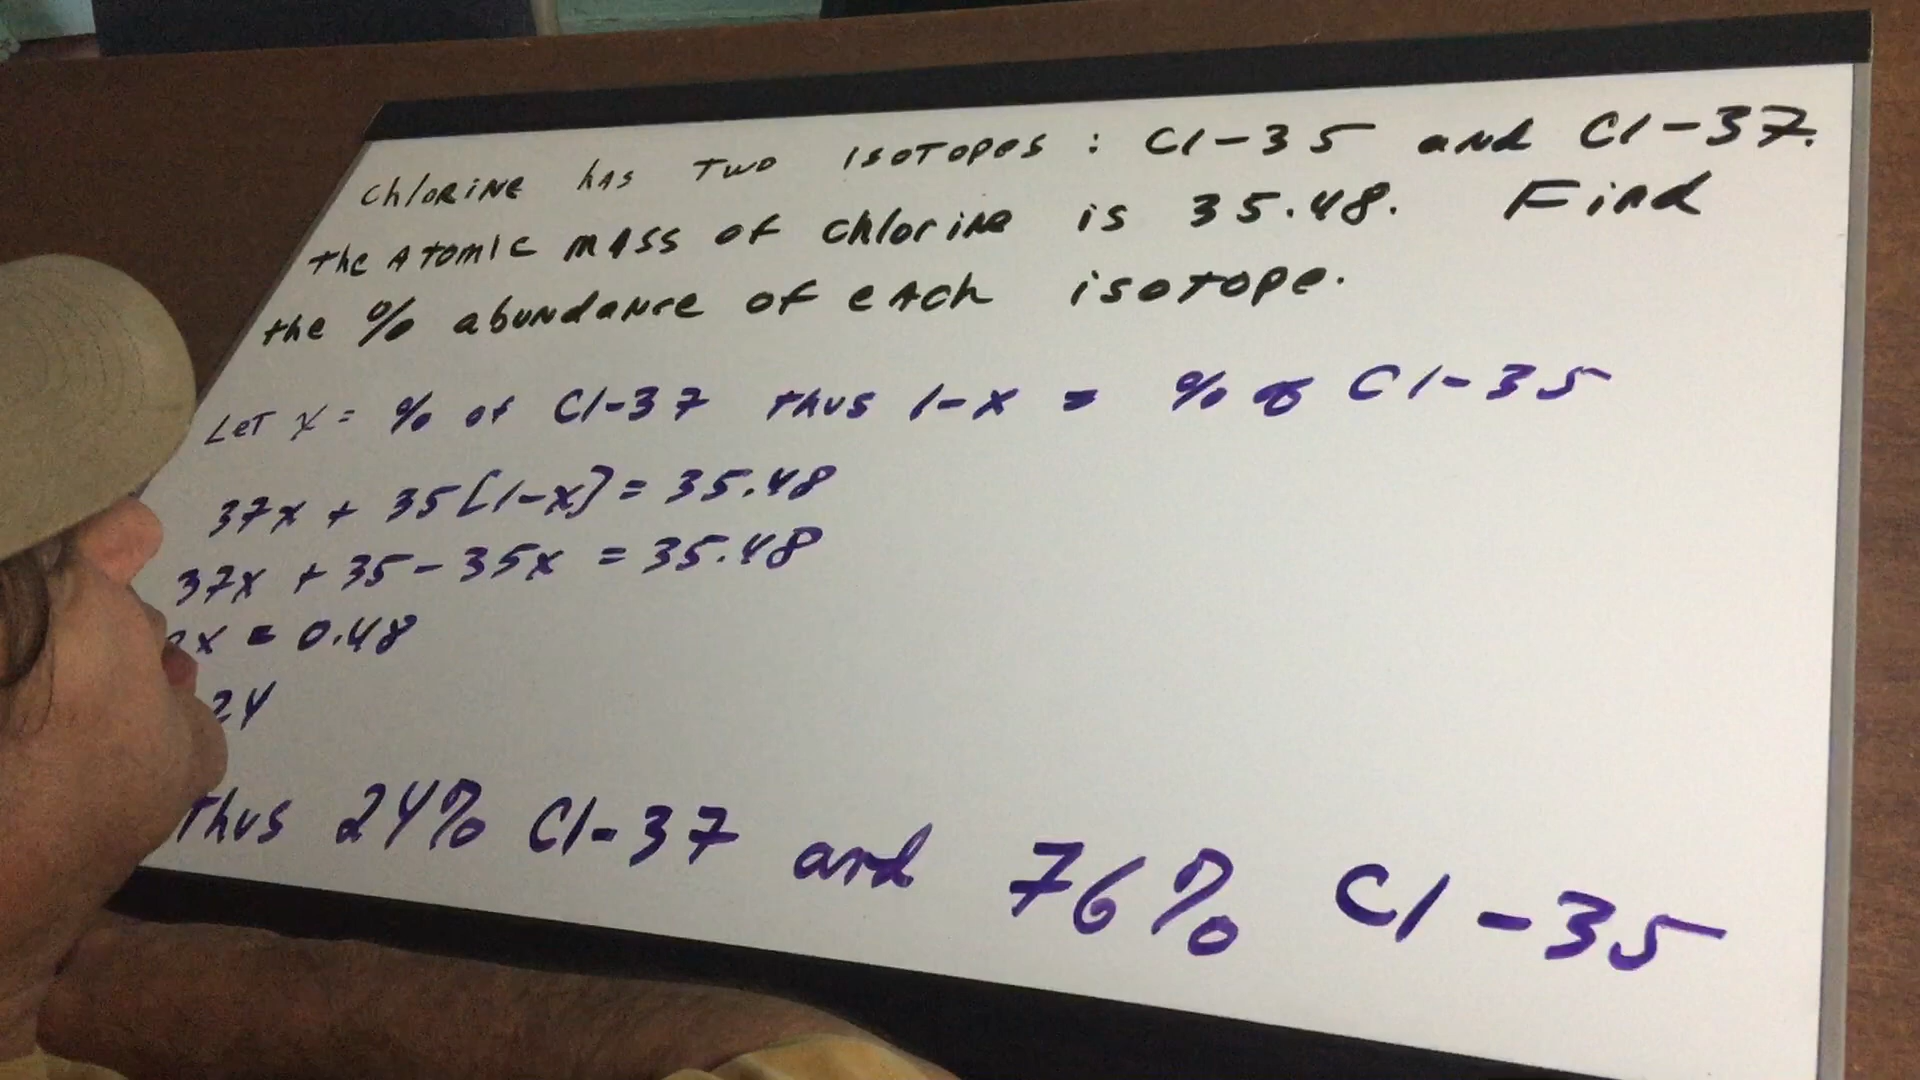 Chlorine has two isotopes: Cl-35 and Cl-37.
The atomic mass of chlorine is 35.48. Find
the % abundance of each isotope.
Let x = % of Cl-37 thus 1-x = % of Cl-35
37x + 35[1-x] = 35.48
37x + 35 - 35x = 35.48
x = 0.48
24
Thus 24% Cl-37 and 76% Cl-35